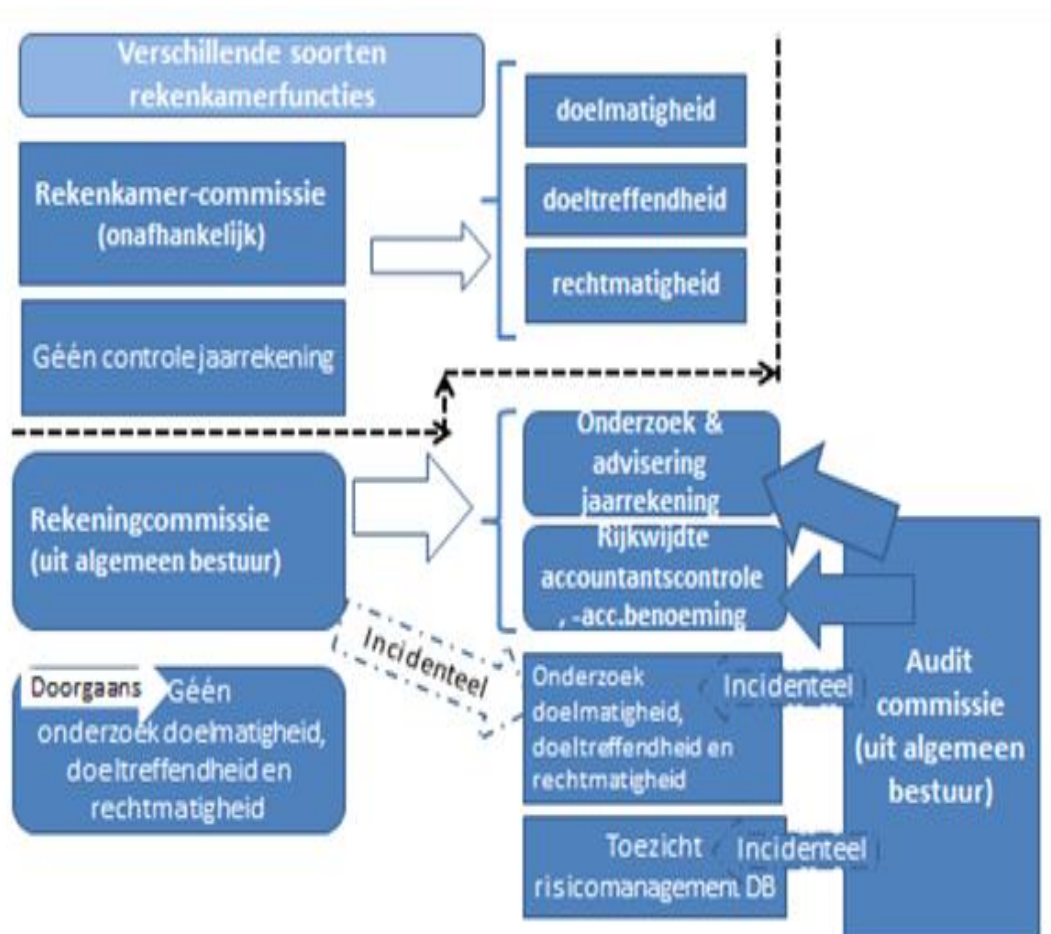 Verschillende soorten
rekenkamerfuncties
Rekenkamer-commissie
(onafhankelijk)
Géén controle jaarrekening
doelmatigheid
doeltreffendheid
rechtmatigheid
Rekeningcommissie
(uit algemeen bestuur)
Doorgaans
Géén
onderzoek doelmatigheid,
doeltreffendheid en
rechtmatigheid
Incidenteel
Onderzoek &
advisering
jaarrekening
Rijkwijdte
accountantscontrole
, -acc.benoeming
Onderzoek
doelmatigheid,
doeltreffendheid en
rechtmatigheid
Incidenteel
Toezicht
risicomanagement DB
Incidenteel
Audit
commissie
(uit algemeen
bestuur)